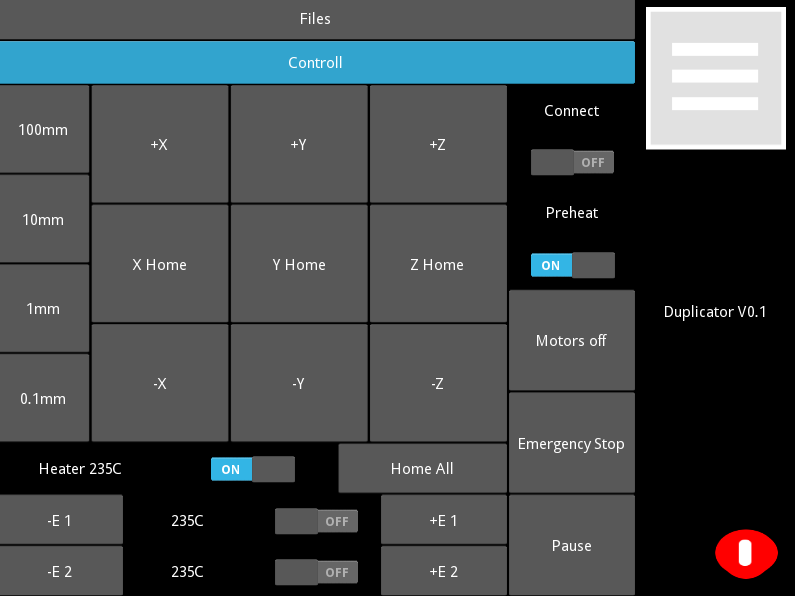 Files
Controll
100mm
+X
+Y
+Z
Connect
OFF
10mm
Preheat
X Home
Y Home
Z Home
ON
1mm
Duplicator V0.1
Motors off
-X
-Y
-Z
0.1mm
Emergency Stop
Heater 235C
ON
Home All
-E 1
235C
OFF
+E 1
Pause
-E 2
235C
OFF
+E 2